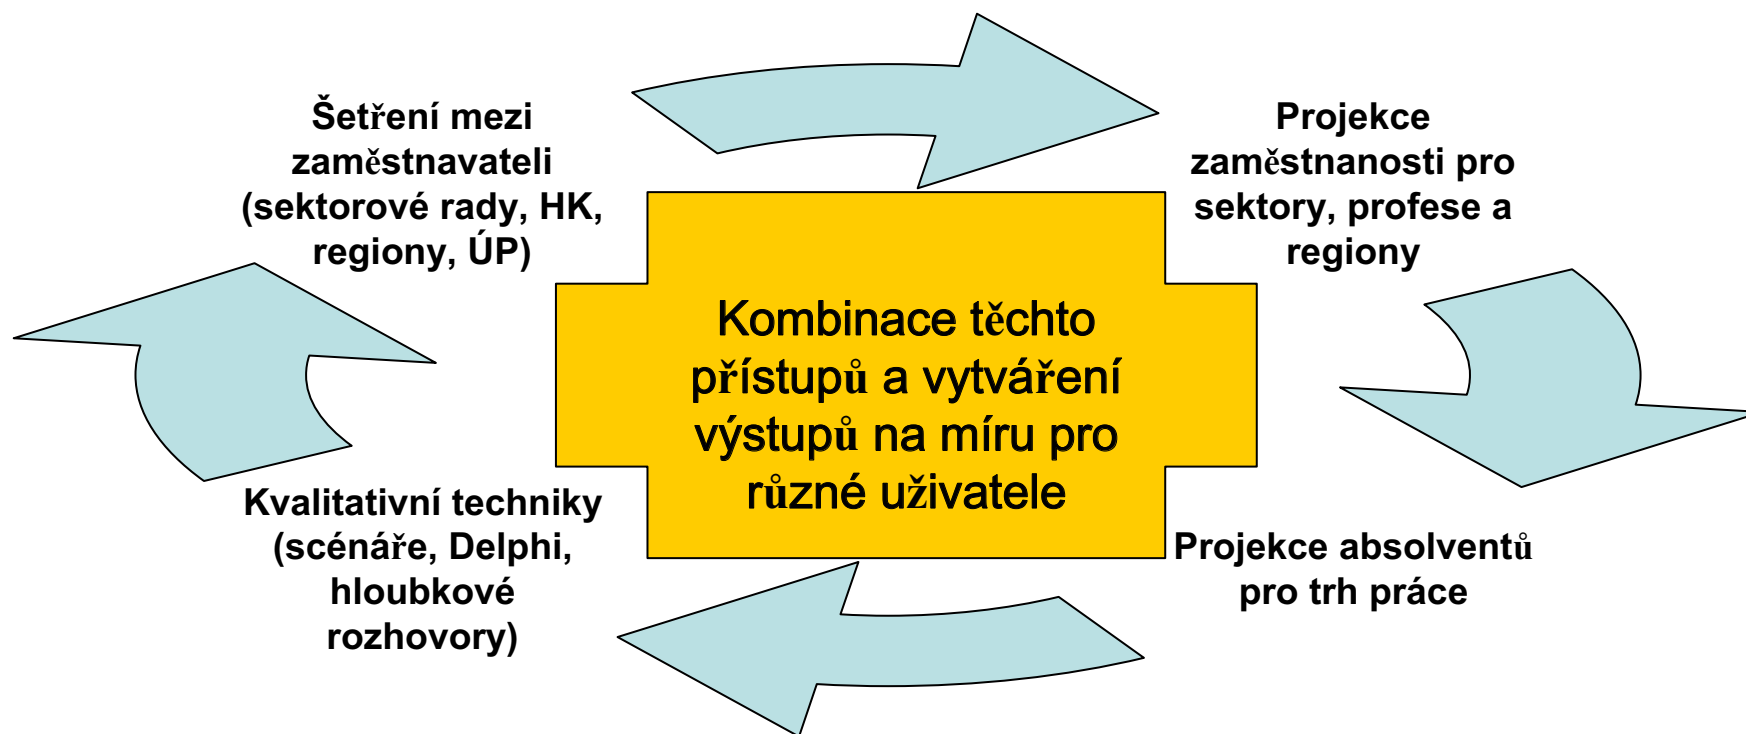 Šetření mezi
zaměstnavateli
(sektorové rady, HK,
regiony, ÚP)
Projekce
zaměstnanosti pro
sektory, profese a
regiony
Kombinace těchto
přístupů a vytváření
výstupů na míru pro
různé uživatele
Kvalitativní techniky
(scénáře, Delphi,
hloubkové
rozhovory)
Projekce absolventů
pro trh práce